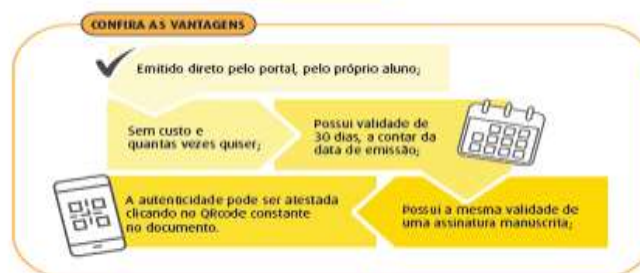 CONFIRA AS VANTAGENS
Emitido direto pelo portal, pelo próprio aluno;
Sem custo e
quantas vezes quiser;
Possui validade de
30 dias, a contar da
data de emissão;
Possui a mesma validade de
uma assinatura manuscrita;
A autenticidade pode ser atestada
clicando no QRcode constante
no documento.